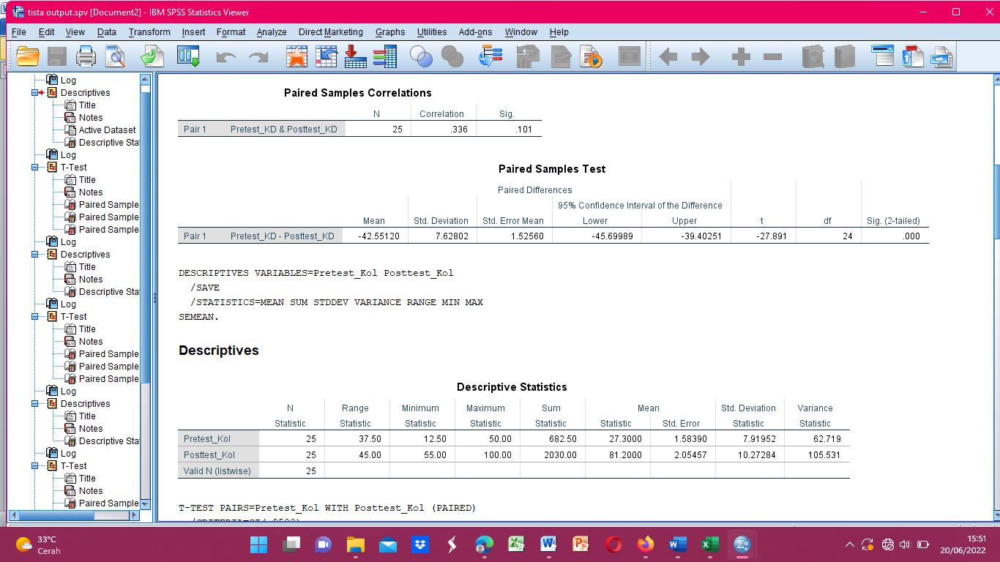 tista output.spv [Document2] - IBM SPSS Statistics Viewer
File Edit View Data Transform Insert Format Analyze Direct Marketing Graphs Utilities Add-ons Window Help
Log
Descriptives
Title
Notes
Active Dataset
Descriptive Sta
Log
T-Test
Title
Notes
Paired Sample
Paired Sample
Paired Sample
Log
Descriptives
Title
Notes
Descriptive Sta
Log
T-Test
Title
Notes
Paired Sample
Paired Sample
Paired Sample
Log
Descriptives
Title
Notes
Descriptive Sta
Log
T-Test
Title
Notes
Paired Sample
Paired Samples Correlations
N Correlation Sig.
Pair 1 Pretest_KD & Posttest_KD 25 .336 .101
Paired Samples Test
Paired Differences
95% Confidence Interval of the Difference
Mean Std. Deviation Std. Error Mean Lower Upper t df Sig. (2-tailed)
Pair 1 Pretest_KD - Posttest_KD -42.55120 7.62802 1.52560 -45.69989 -39.40251 -27.891 24 .000
DESCRIPTIVES VARIABLES=Pretest_Kol Posttest_Kol
/SAVE
/STATISTICS=MEAN SUM STDDEV VARIANCE RANGE MIN MAX
SEMEAN.
Descriptives
Descriptive Statistics
N Range Minimum Maximum Sum Mean Std. Deviation Variance
Statistic Statistic Statistic Statistic Statistic Statistic Std. Error Statistic Statistic
Pretest_Kol 25 37.50 12.50 50.00 682.50 27.3000 1.58390 7.91952 62.719
Posttest_Kol 25 45.00 55.00 100.00 2030.00 81.2000 2.05457 10.27284 105.531
Valid N (listwise) 25
T-TEST PAIRS=Pretest_Kol WITH Posttest_Kol (PAIRED)
33°C
Cerah
15:51
20/06/2022